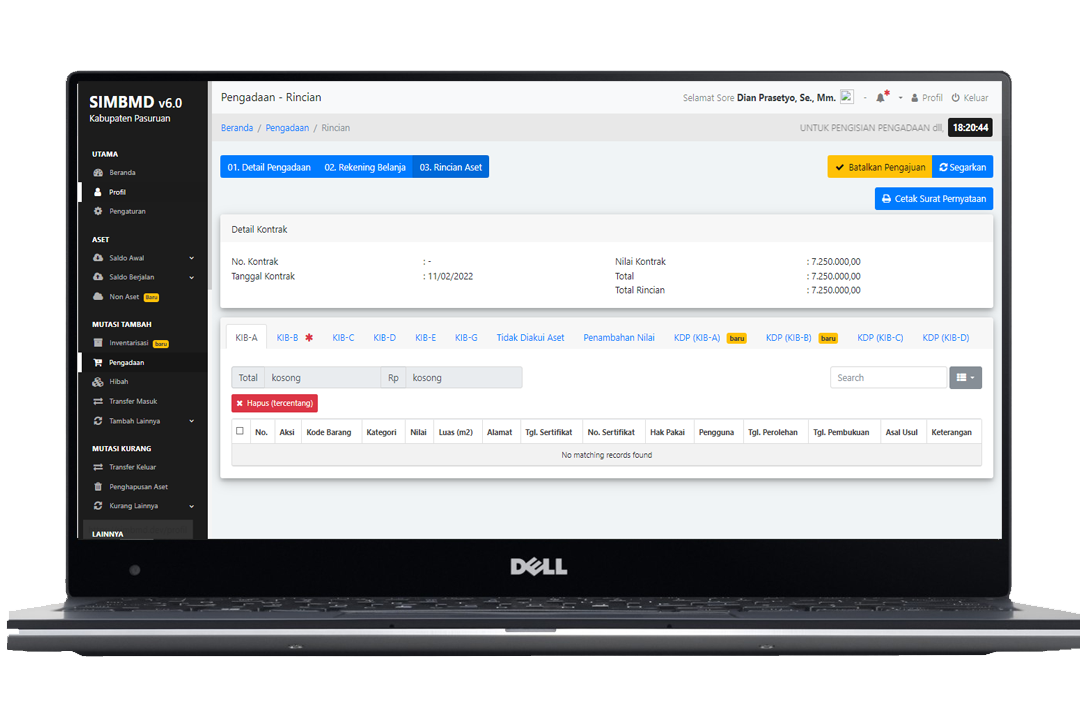 SIMBMD v6.0
Kabupaten Pasuruan
UTAMA
Beranda
Profil
Pengaturan
ASET
Saldo Awal
Saldo Berjalan
Non Aset Baru
MUTASI TAMBAH
Inventarisasi baru
Pengadaan
Hibah
Transfer Masuk
Tambah Lainnya
MUTASI KURANG
Transfer Keluar
Penghapusan Aset
Kurang Lainnya
LAINNYA
Pengadaan - Rincian
Selamat Sore Dian Prasetyo, Se., Mm. - * - Profil Keluar
Beranda / Pengadaan / Rincian
UNTUK PENGISIAN PENGADAAN dll, 18:20:44
01. Detail Pengadaan 02. Rekening Belanja 03. Rincian Aset
Batalkan Pengajuan Segarkan
Cetak Surat Pernyataan
Detail Kontrak
No. Kontrak : - Nilai Kontrak : 7.250.000,00
Tanggal Kontrak : 11/02/2022 Total : 7.250.000,00
Total Rincian : 7.250.000,00
KIB-A KIB-B * KIB-C KIB-D KIB-E KIB-G Tidak Diakui Aset Penambahan Nilai KDP (KIB-A) baru KDP (KIB-B) baru KDP (KIB-C) KDP (KIB-D)
Total kosong Rp kosong Search
Hapus (tercentang)
No. Aksi Kode Barang Kategori Nilai Luas (m2) Alamat Tgl. Sertifikat No. Sertifikat Hak Pakai Pengguna Tgl. Perolehan Tgl. Pembukuan Asal Usul Keterangan
No matching records found
DELL